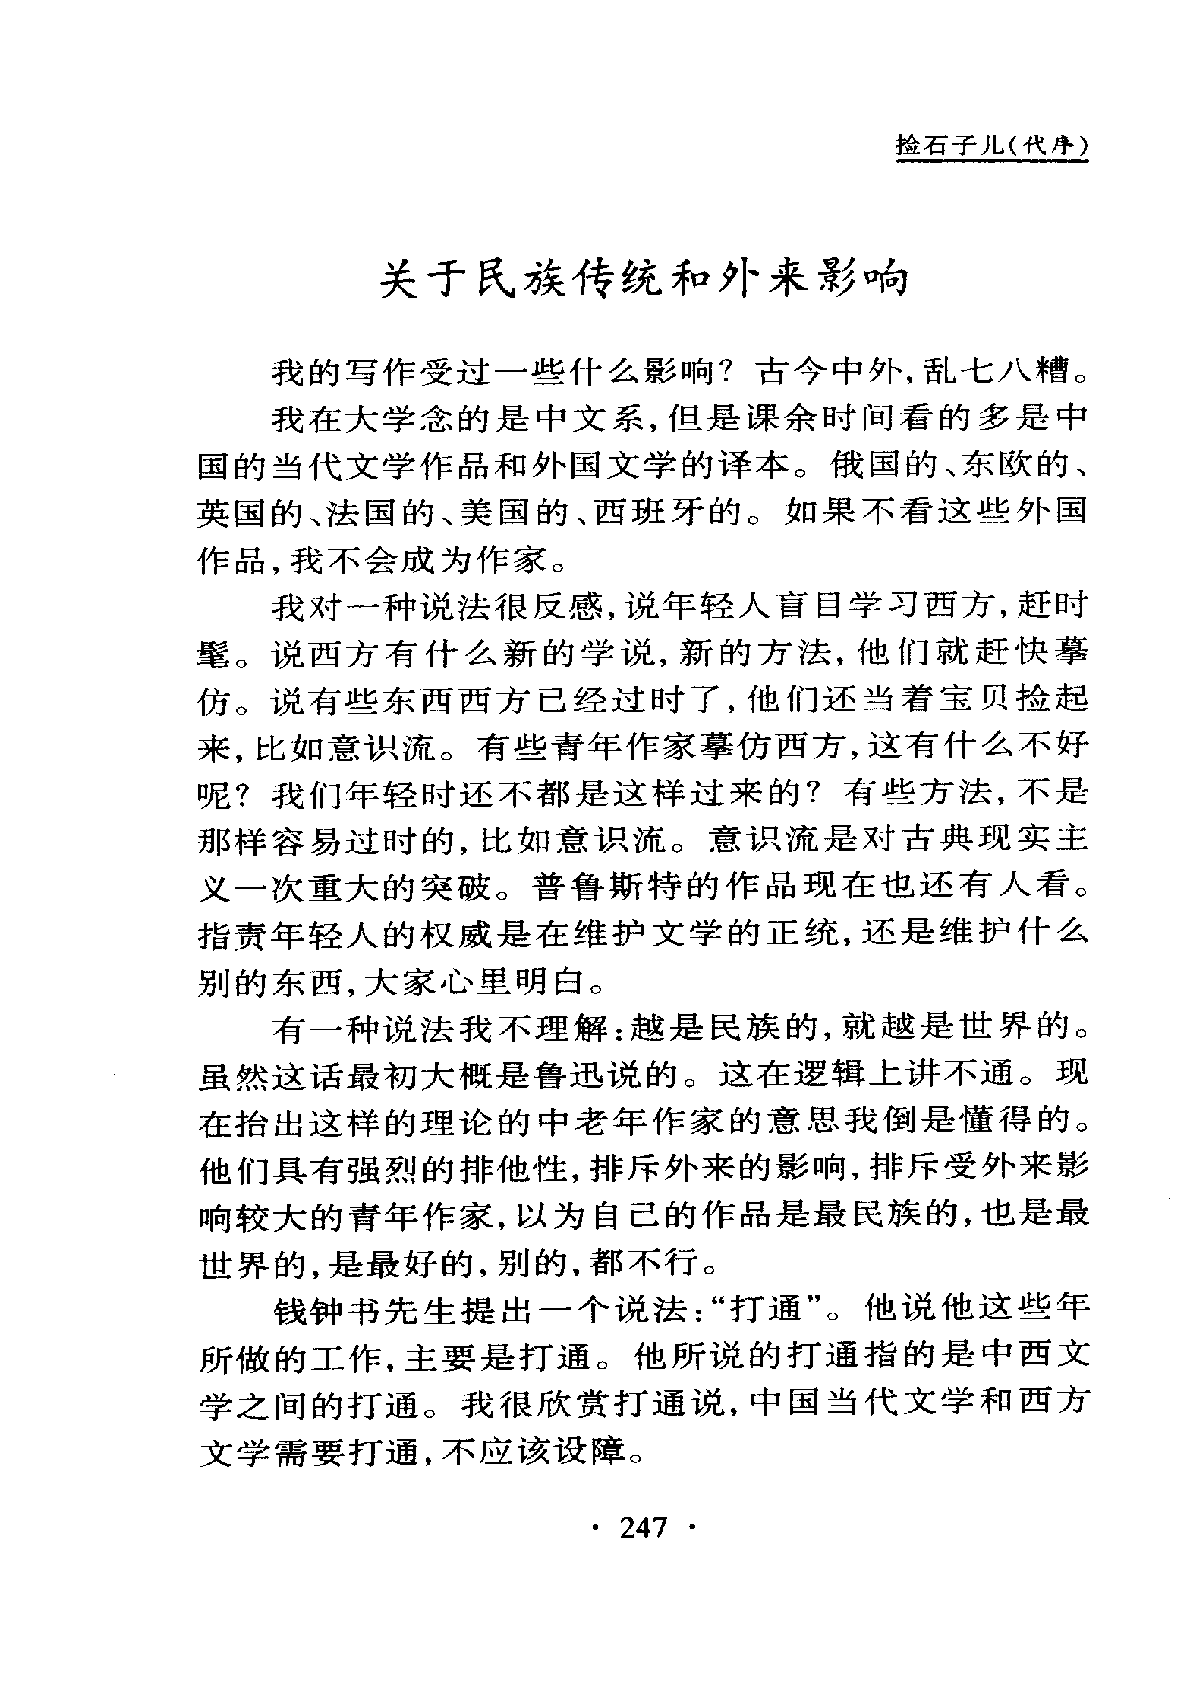 捡石子儿(代序)
关于民族传统和外来影响
我的写作受过一些什么影响？古今中外，乱七八糟。
我在大学念的是中文系，但是课余时间看的多是中
国的当代文学作品和外国文学的译本。俄国的、东欧的、
英国的、法国的、美国的、西班牙的。如果不看这些外国
作品，我不会成为作家。
我对一种说法很反感，说年轻人盲目学习西方，赶时
髦。说西方有什么新的学说，新的方法，他们就赶快摹
仿。说有些东西西方已经过时了，他们还当着宝贝捡起
来，比如意识流。有些青年作家摹仿西方，这有什么不好
呢？我们年轻时还不都是这样过来的？有些方法，不是
那样容易过时的，比如意识流。意识流是对古典现实主
义一次重大的突破。普鲁斯特的作品现在也还有人看。
指责年轻人的权威是在维护文学的正统，还是维护什么
别的东西，大家心里明白。
有一种说法我不理解：越是民族的，就越是世界的。
虽然这话最初大概是鲁迅说的。这在逻辑上讲不通。现
在抬出这样的理论的中老年作家的意思我倒是懂得的。
他们具有强烈的排他性，排斥外来的影响，排斥受外来影
响较大的青年作家，以为自己的作品是最民族的，也是最
世界的，是最好的，别的，都不行。
钱钟书先生提出一个说法：“打通”。他说他这些年
所做的工作，主要是打通。他所说的打通指的是中西文
学之间的打通。我很欣赏打通说，中国当代文学和西方
文学需要打通，不应该设障。
· 247 ·